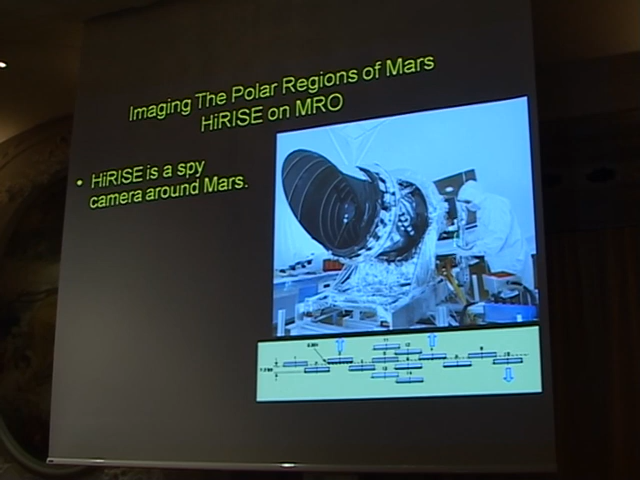 Imaging The Polar Regions of Mars
HiRISE on MRO
• HiRISE is a spy
camera around Mars.